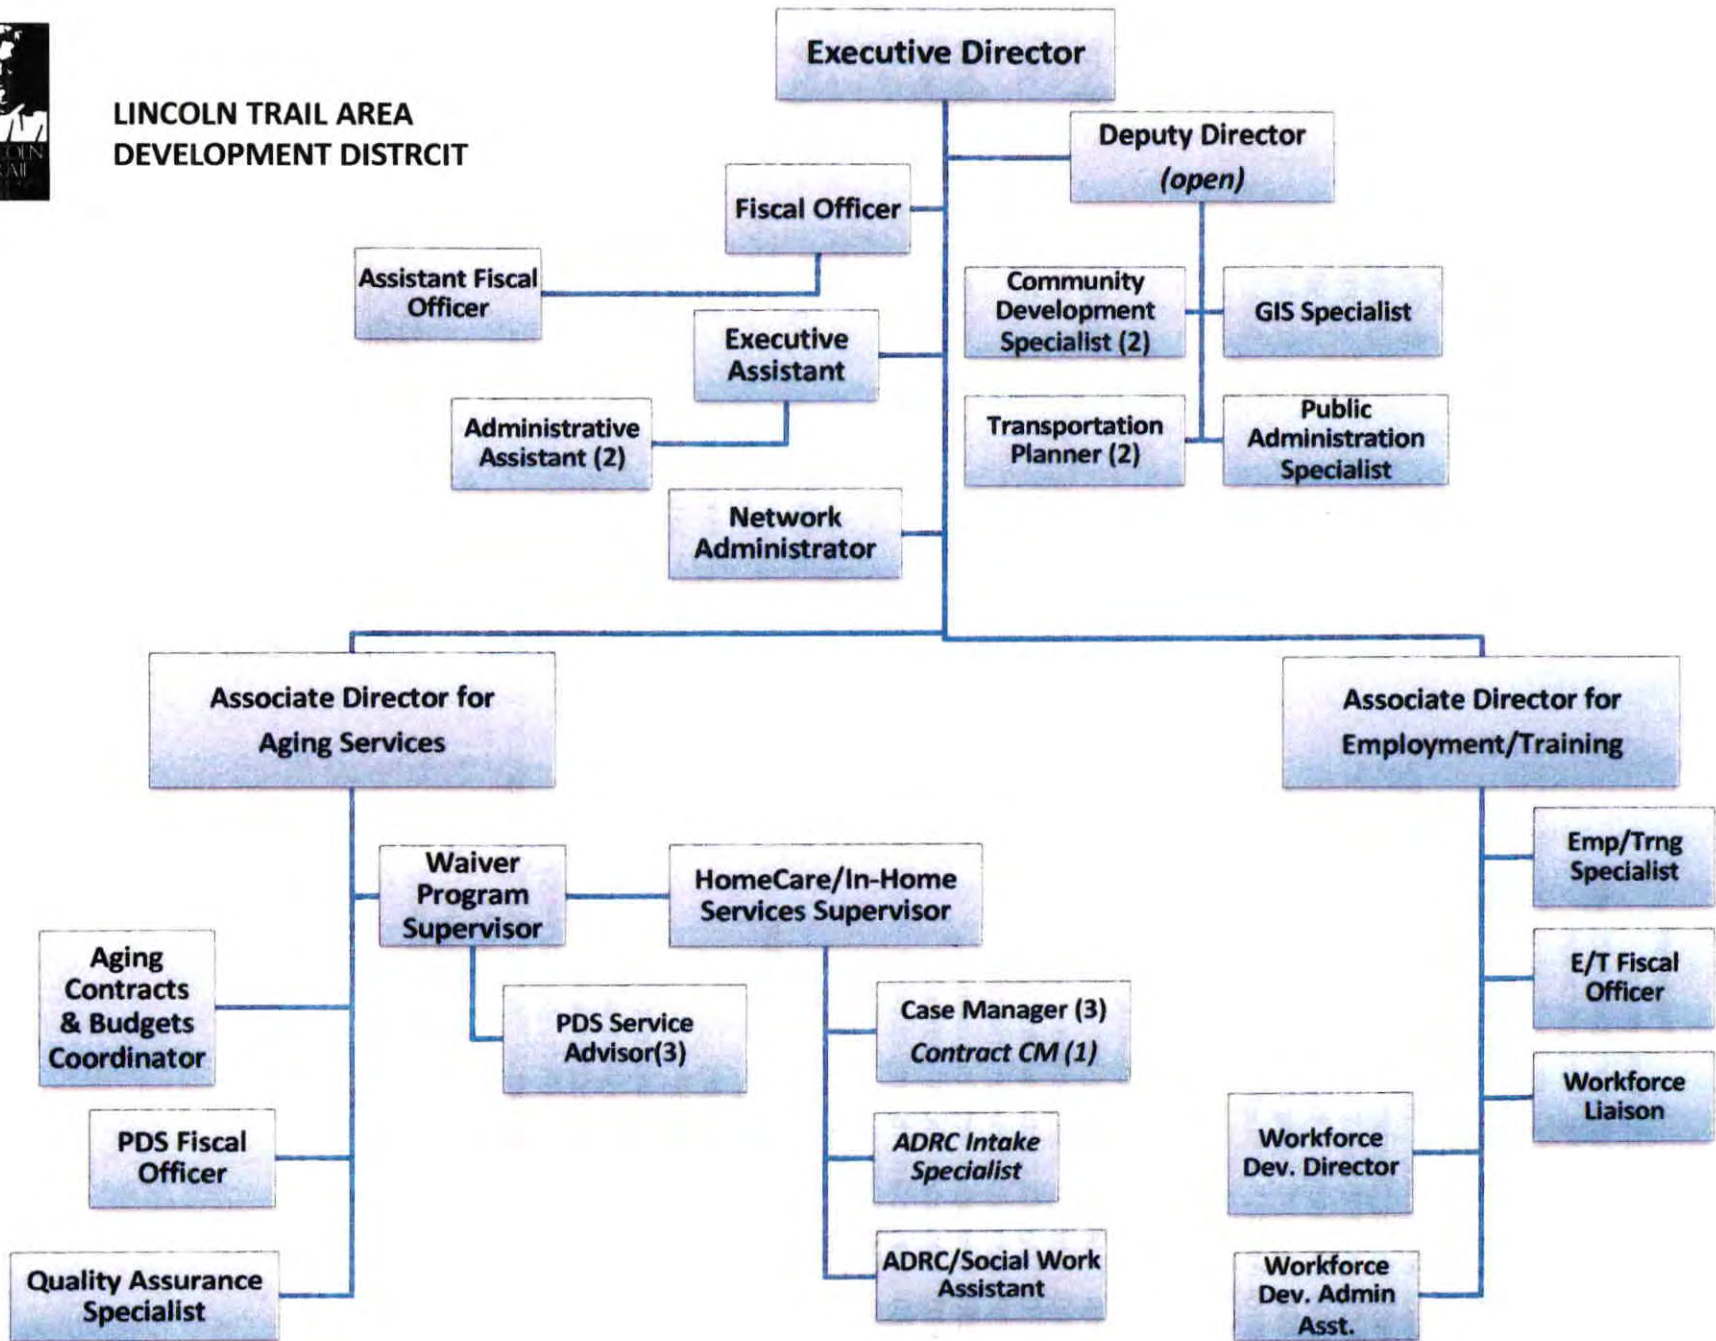 LINCOLN TRAIL AREA
DEVELOPMENT DISTRCIT
Executive Director
Deputy Director
(open)
Fiscal Officer
Assistant Fiscal
Officer
Community
Development
Specialist (2)
GIS Specialist
Executive
Assistant
Administrative
Assistant (2)
Transportation
Planner (2)
Public
Administration
Specialist
Network
Administrator
Associate Director for
Aging Services
Associate Director for
Employment/Training
Waiver
Program
Supervisor
HomeCare/In-Home
Services Supervisor
Emp/Trng
Specialist
Aging
Contracts
& Budgets
Coordinator
E/T Fiscal
Officer
PDS Service
Advisor(3)
Case Manager (3)
Contract CM (1)
Workforce
Liaison
PDS Fiscal
Officer
ADRC Intake
Specialist
Workforce
Dev. Director
Quality Assurance
Specialist
ADRC/Social Work
Assistant
Workforce
Dev. Admin
Asst.